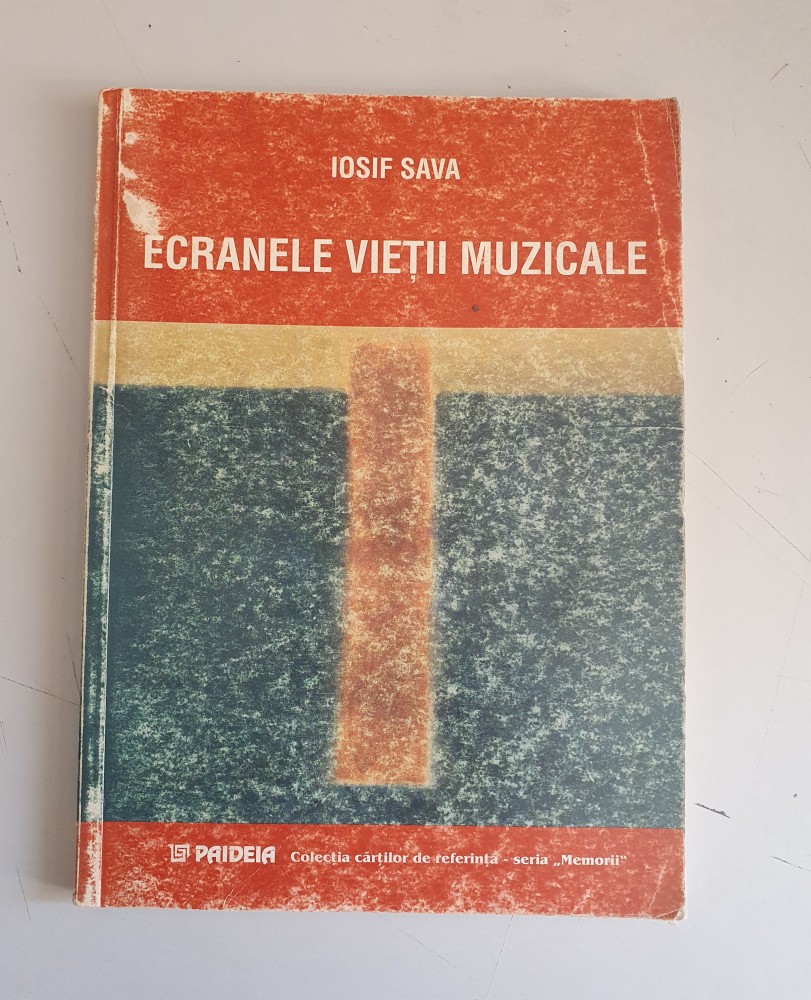 IOSIF SAVA
ECRANELE VIEȚII MUZICALE
PAIDEIA Colecția cărților de referință - seria „Memorii“